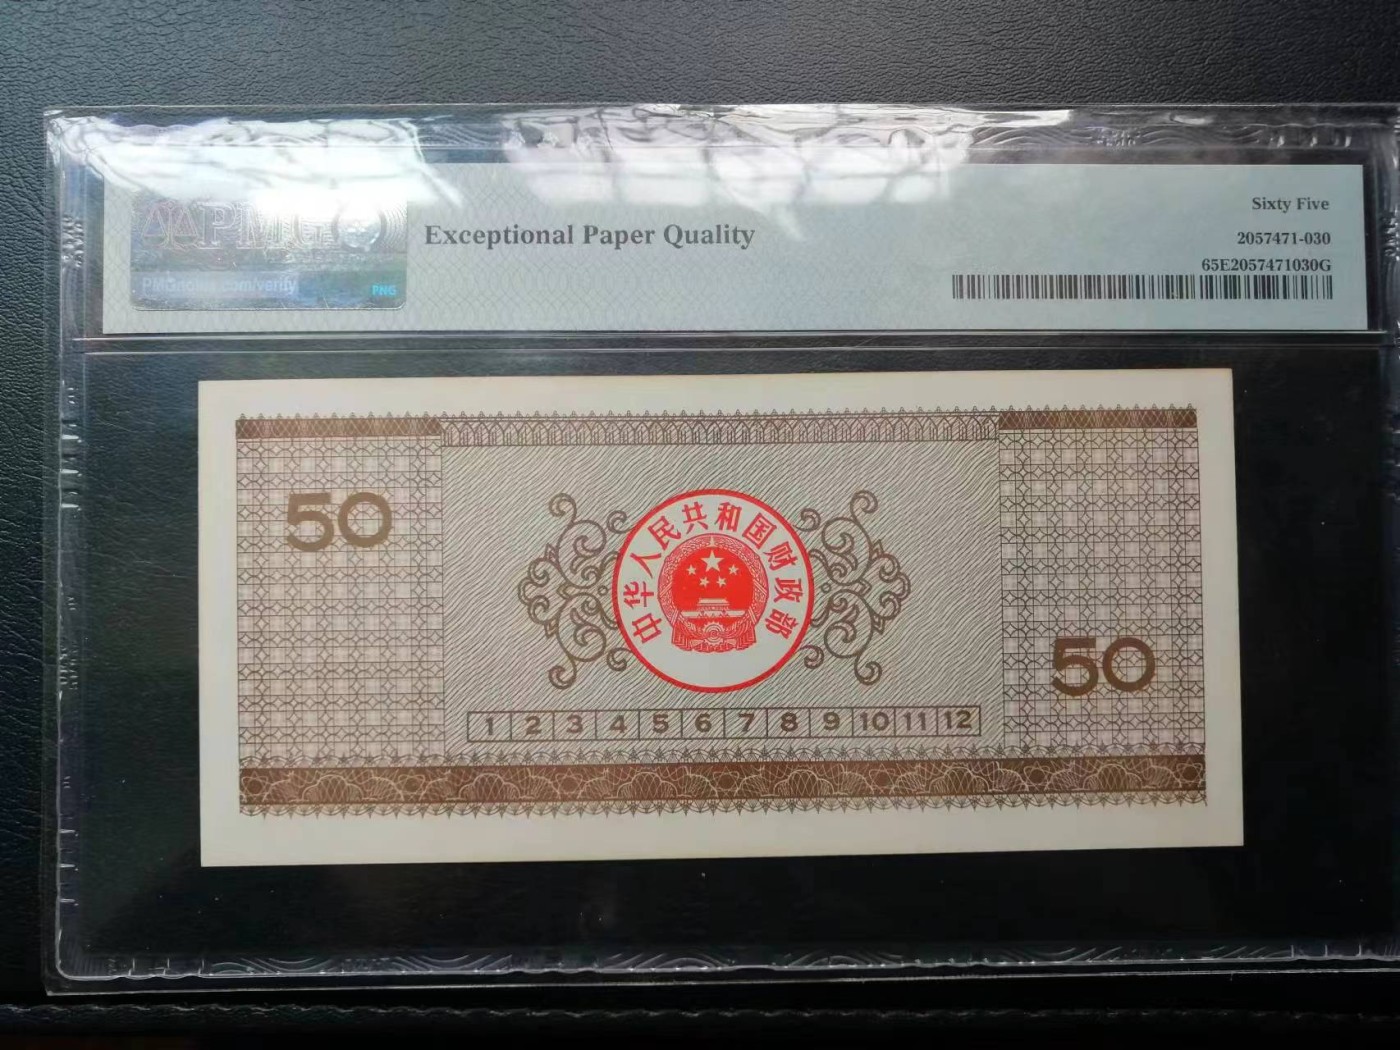 PMG
PMGnotes.com/verify
PNG
Exceptional Paper Quality
Sixty Five
2057471-030
65E2057471030G
50
中华人民共和国财政部
50
1 2 3 4 5 6 7 8 9 10 11 12